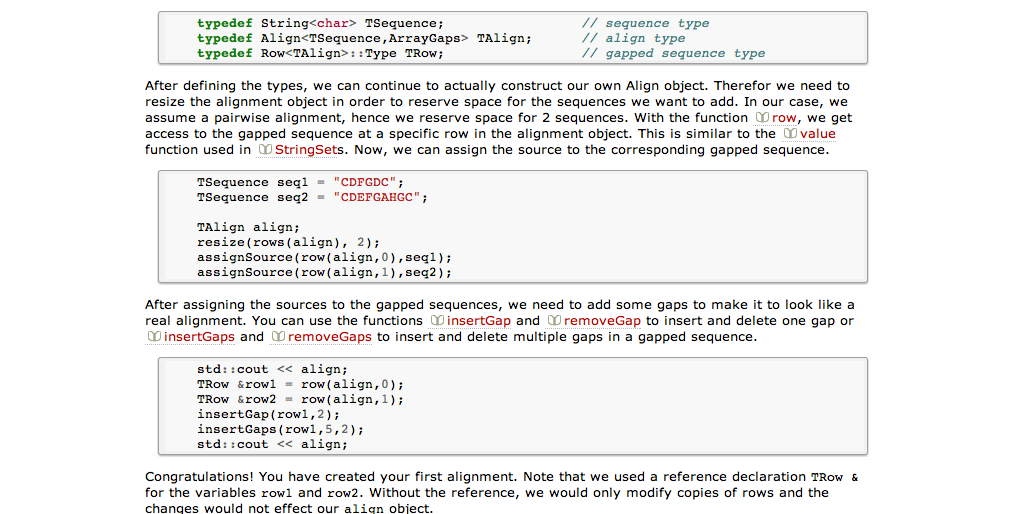 typedef String<char> TSequence; // sequence type
typedef Align<TSequence,ArrayGaps> TAlign; // align type
typedef Row<TAlign>::Type TRow; // gapped sequence type
After defining the types, we can continue to actually construct our own Align object. Therefor we need to
resize the alignment object in order to reserve space for the sequences we want to add. In our case, we
assume a pairwise alignment, hence we reserve space for 2 sequences. With the function row, we get
access to the gapped sequence at a specific row in the alignment object. This is similar to the value
function used in StringSets. Now, we can assign the source to the corresponding gapped sequence.
TSequence seq1 = "CDFGDC";
TSequence seq2 = "CDEFGAHGC";
TAlign align;
resize(rows(align), 2);
assignSource(row(align,0),seq1);
assignSource(row(align,1),seq2);
After assigning the sources to the gapped sequences, we need to add some gaps to make it to look like a
real alignment. You can use the functions insertGap and removeGap to insert and delete one gap or
insertGaps and removeGaps to insert and delete multiple gaps in a gapped sequence.
std::cout << align;
TRow &row1 = row(align,0);
TRow &row2 = row(align,1);
insertGap(row1,2);
insertGaps(row1,5,2);
std::cout << align;
Congratulations! You have created your first alignment. Note that we used a reference declaration TRow &
for the variables row1 and row2. Without the reference, we would only modify copies of rows and the
changes would not effect our align object.